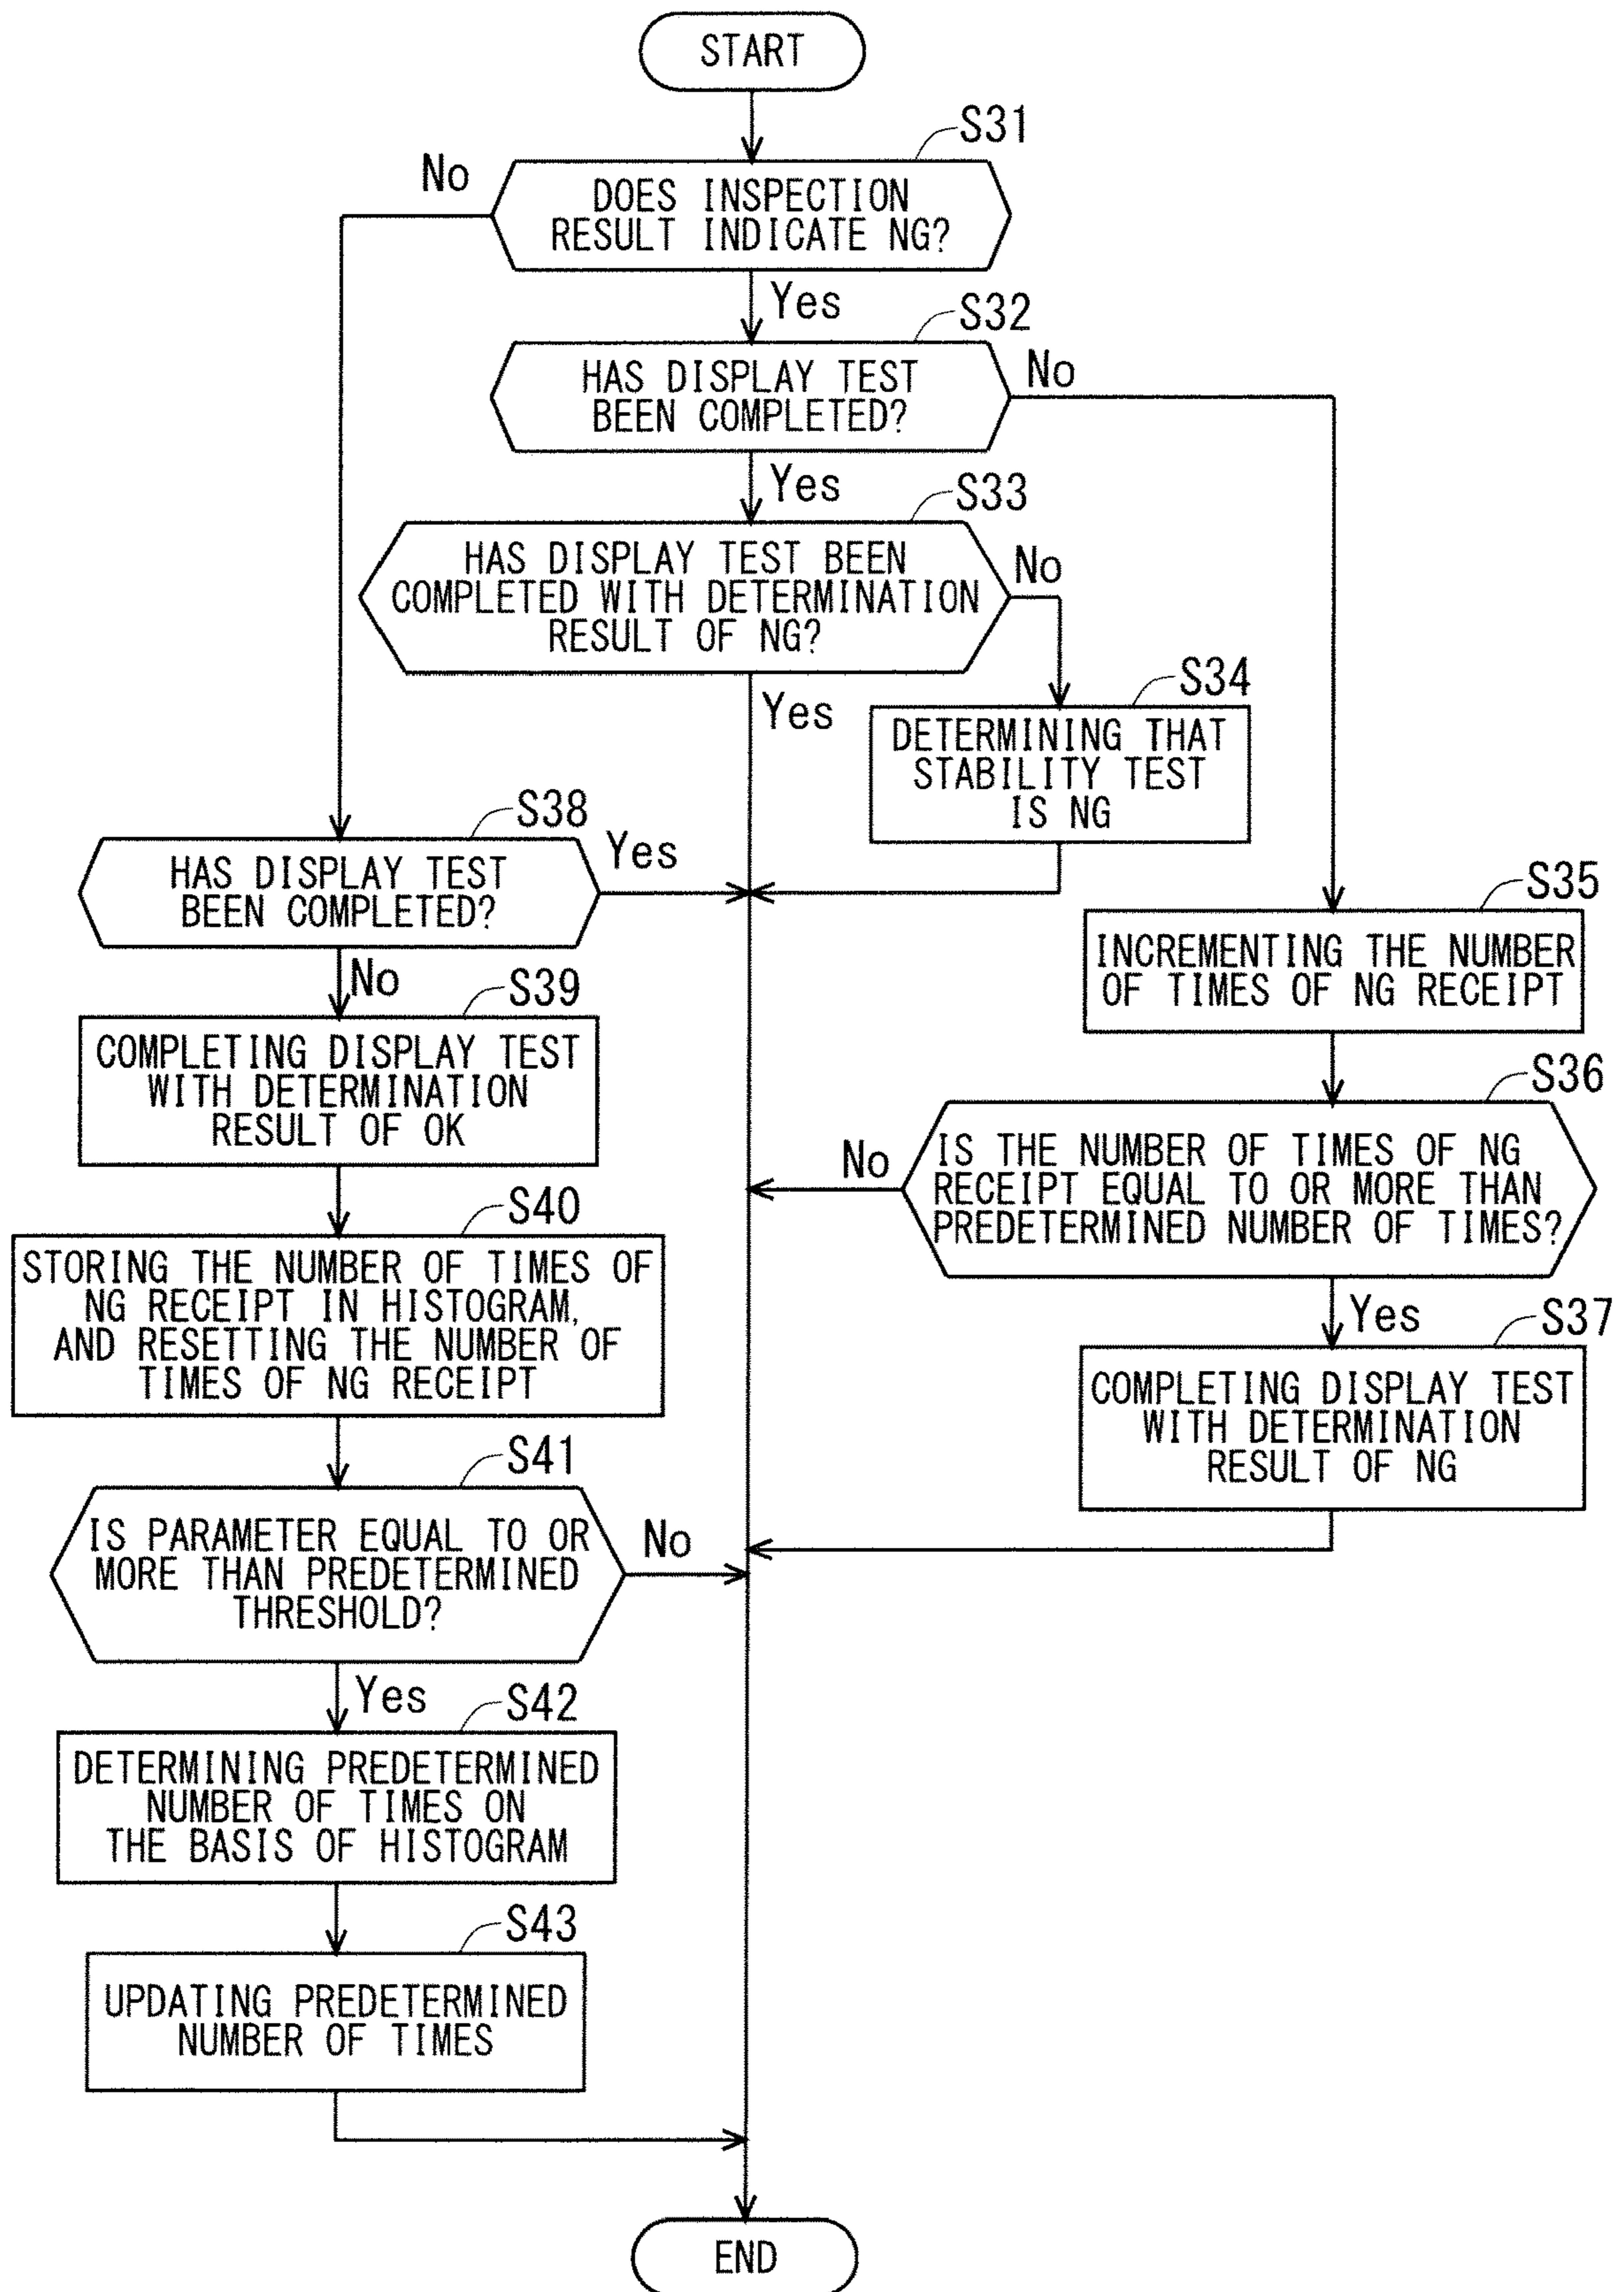 START
S31
No
DOES INSPECTION
RESULT INDICATE NG?
Yes
S32
HAS DISPLAY TEST
BEEN COMPLETED?
No
Yes
S33
HAS DISPLAY TEST BEEN
COMPLETED WITH DETERMINATION
RESULT OF NG?
No
Yes
S34
DETERMINING THAT
STABILITY TEST
IS NG
S38
HAS DISPLAY TEST
BEEN COMPLETED?
Yes
No
S35
INCREMENTING THE NUMBER
OF TIMES OF NG RECEIPT
S39
COMPLETING DISPLAY TEST
WITH DETERMINATION
RESULT OF OK
S36
IS THE NUMBER OF TIMES OF NG
RECEIPT EQUAL TO OR MORE THAN
PREDETERMINED NUMBER OF TIMES?
No
Yes
S40
STORING THE NUMBER OF TIMES OF
NG RECEIPT IN HISTOGRAM,
AND RESETTING THE NUMBER OF
TIMES OF NG RECEIPT
S37
COMPLETING DISPLAY TEST
WITH DETERMINATION
RESULT OF NG
S41
IS PARAMETER EQUAL TO OR
MORE THAN PREDETERMINED
THRESHOLD?
No
Yes
S42
DETERMINING PREDETERMINED
NUMBER OF TIMES ON
THE BASIS OF HISTOGRAM
S43
UPDATING PREDETERMINED
NUMBER OF TIMES
END